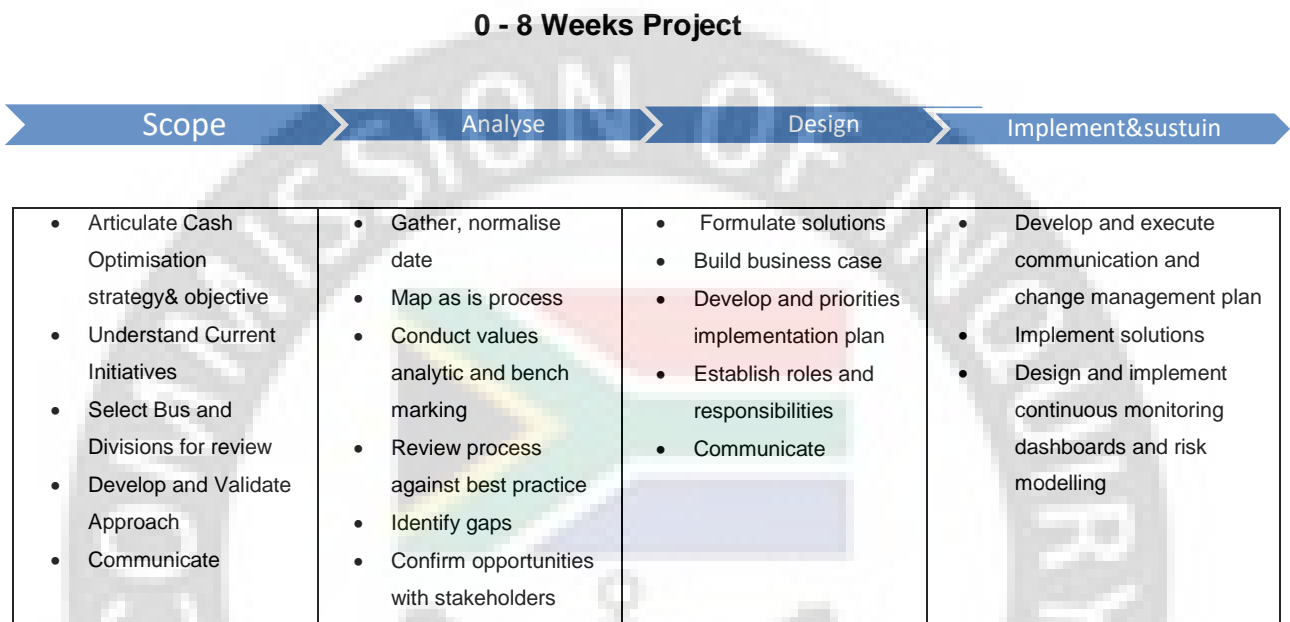 0 - 8 Weeks Project
Scope
Analyse
Design
Implement&sustuin
• Articulate Cash
Optimisation
strategy& objective
• Understand Current
Initiatives
• Select Bus and
Divisions for review
• Develop and Validate
Approach
• Communicate
• Gather, normalise
date
• Map as is process
• Conduct values
analytic and bench
marking
• Review process
against best practice
• Identify gaps
• Confirm opportunities
with stakeholders
• Formulate solutions
• Build business case
• Develop and priorities
implementation plan
• Establish roles and
responsibilities
• Communicate
• Develop and execute
communication and
change management plan
• Implement solutions
• Design and implement
continuous monitoring
dashboards and risk
modelling